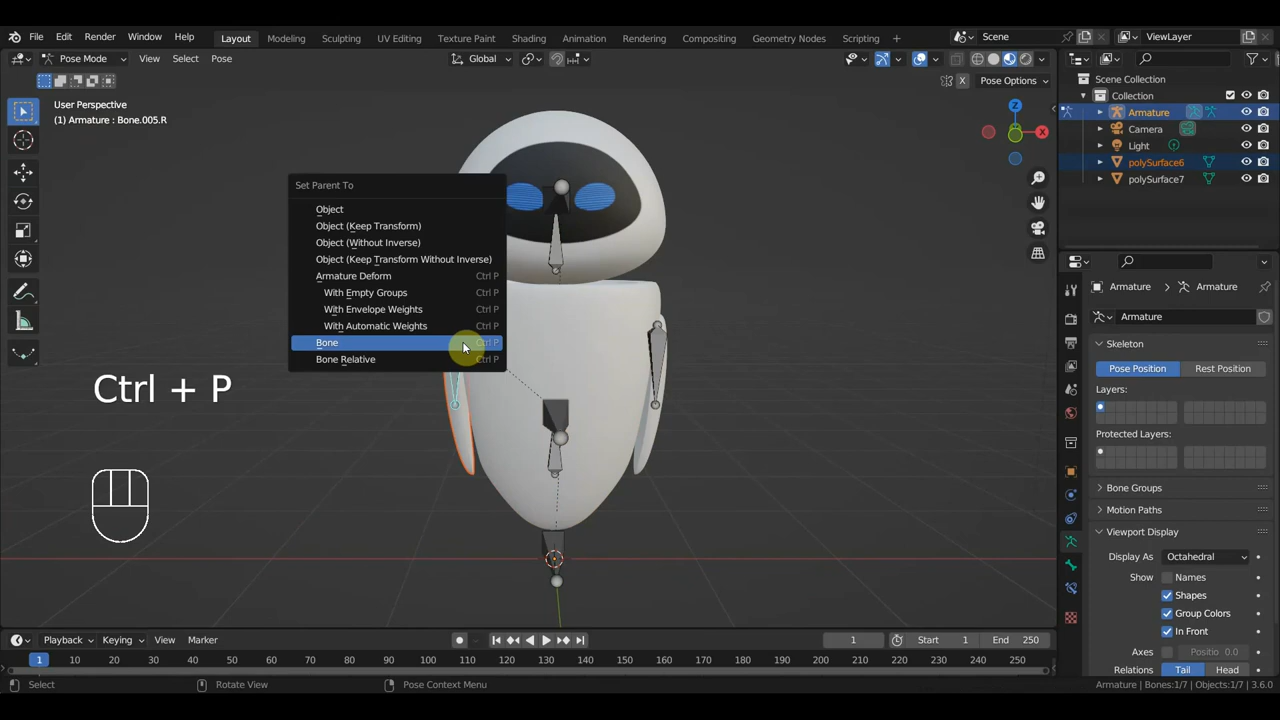 File Edit Render Window Help Layout Modeling Sculpting UV Editing Texture Paint Shading Animation Rendering Compositing Geometry Nodes Scripting + Scene ViewLayer
Pose Mode View Select Pose Global
X Pose Options
Scene Collection
Collection
Armature
Camera
Light
polySurface6
polySurface7
User Perspective
(1) Armature : Bone.005.R
Z
X
Set Parent To
Object
Object (Keep Transform)
Object (Without Inverse)
Object (Keep Transform Without Inverse)
Armature Deform Ctrl P
With Empty Groups Ctrl P
With Envelope Weights Ctrl P
With Automatic Weights Ctrl P
Bone Ctrl P
Bone Relative Ctrl P
Ctrl + P
Armature > Armature
Armature
Skeleton
Pose Position Rest Position
Layers:
Protected Layers:
Bone Groups
Motion Paths
Viewport Display
Display As Octahedral
Show Names
Shapes
Group Colors
In Front
Axes Positio 0.0
Relations Tail Head
Playback Keying View Marker 1 Start 1 End 250
1 10 20 30 40 50 60 70 80 90 100 110 120 130 140 150 160 170 180 190 200 210 220 230 240 250
Select Rotate View Pose Context Menu Armature | Bones:1/7 | Objects:1/7 | 3.6.0